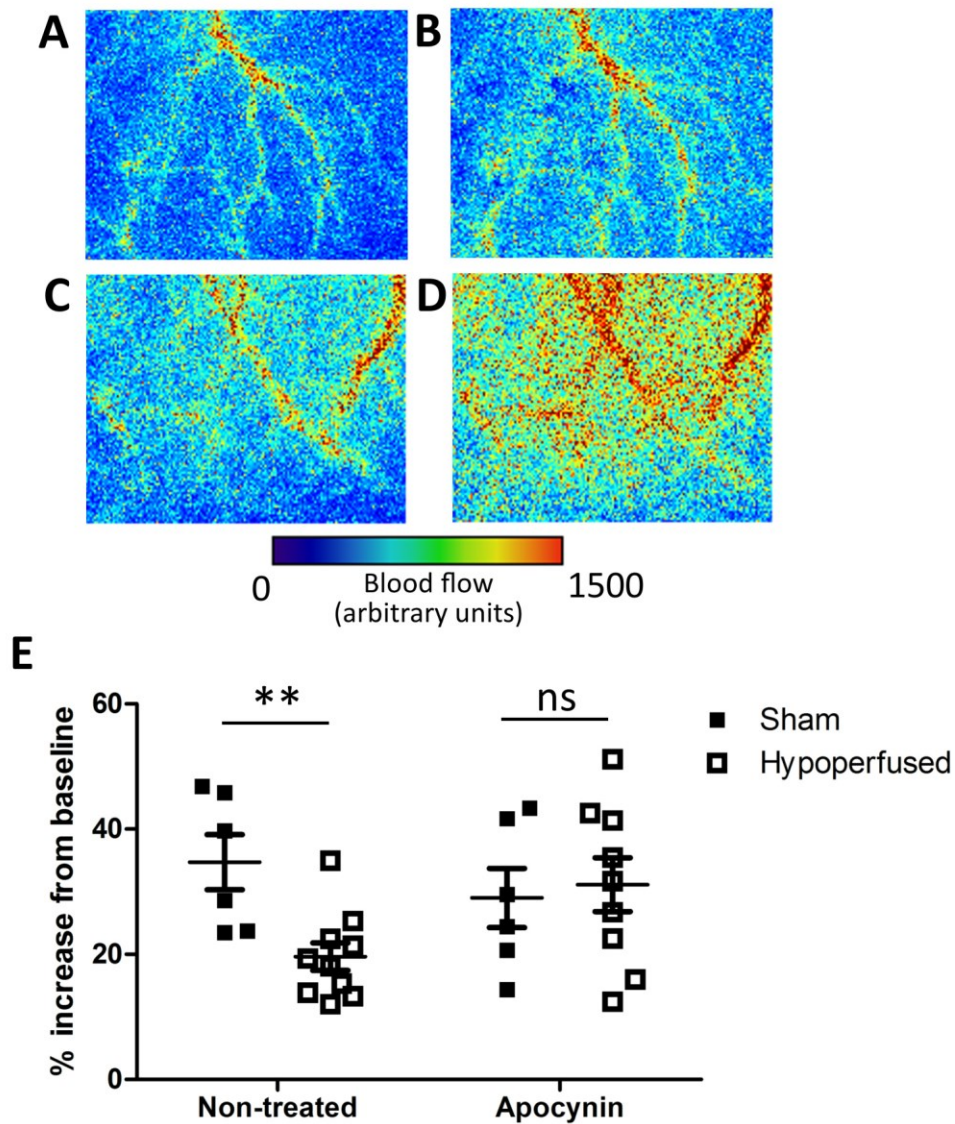 A
B
C
D
0
Blood flow
(arbitrary units)
1500
E
% increase from baseline
60
40
20
0
**
ns
Sham
Hypoperfused
Non-treated
Apocynin